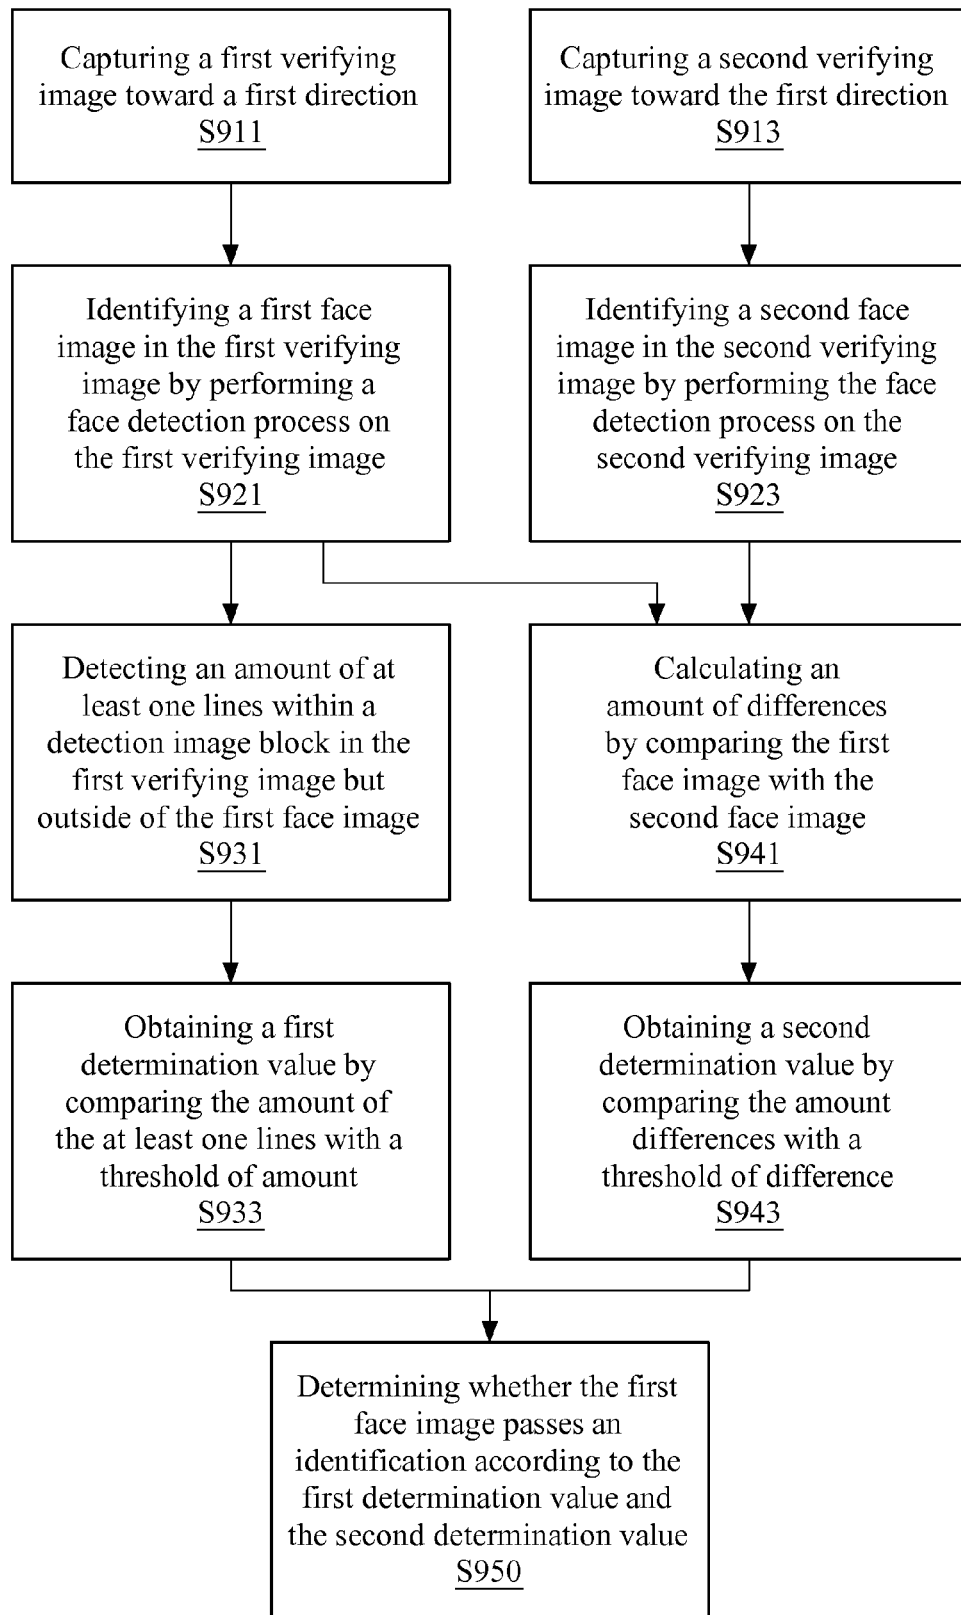 Capturing a first verifying
image toward a first direction
S911
Capturing a second verifying
image toward the first direction
S913
Identifying a first face
image in the first verifying
image by performing a
face detection process on
the first verifying image
S921
Identifying a second face
image in the second verifying
image by performing the face
detection process on the
second verifying image
S923
Detecting an amount of at
least one lines within a
detection image block in the
first verifying image but
outside of the first face image
S931
Calculating an
amount of differences
by comparing the first
face image with the
second face image
S941
Obtaining a first
determination value by
comparing the amount of
the at least one lines with a
threshold of amount
S933
Obtaining a second
determination value by
comparing the amount
differences with a
threshold of difference
S943
Determining whether the first
face image passes an
identification according to the
first determination value and
the second determination value
S950